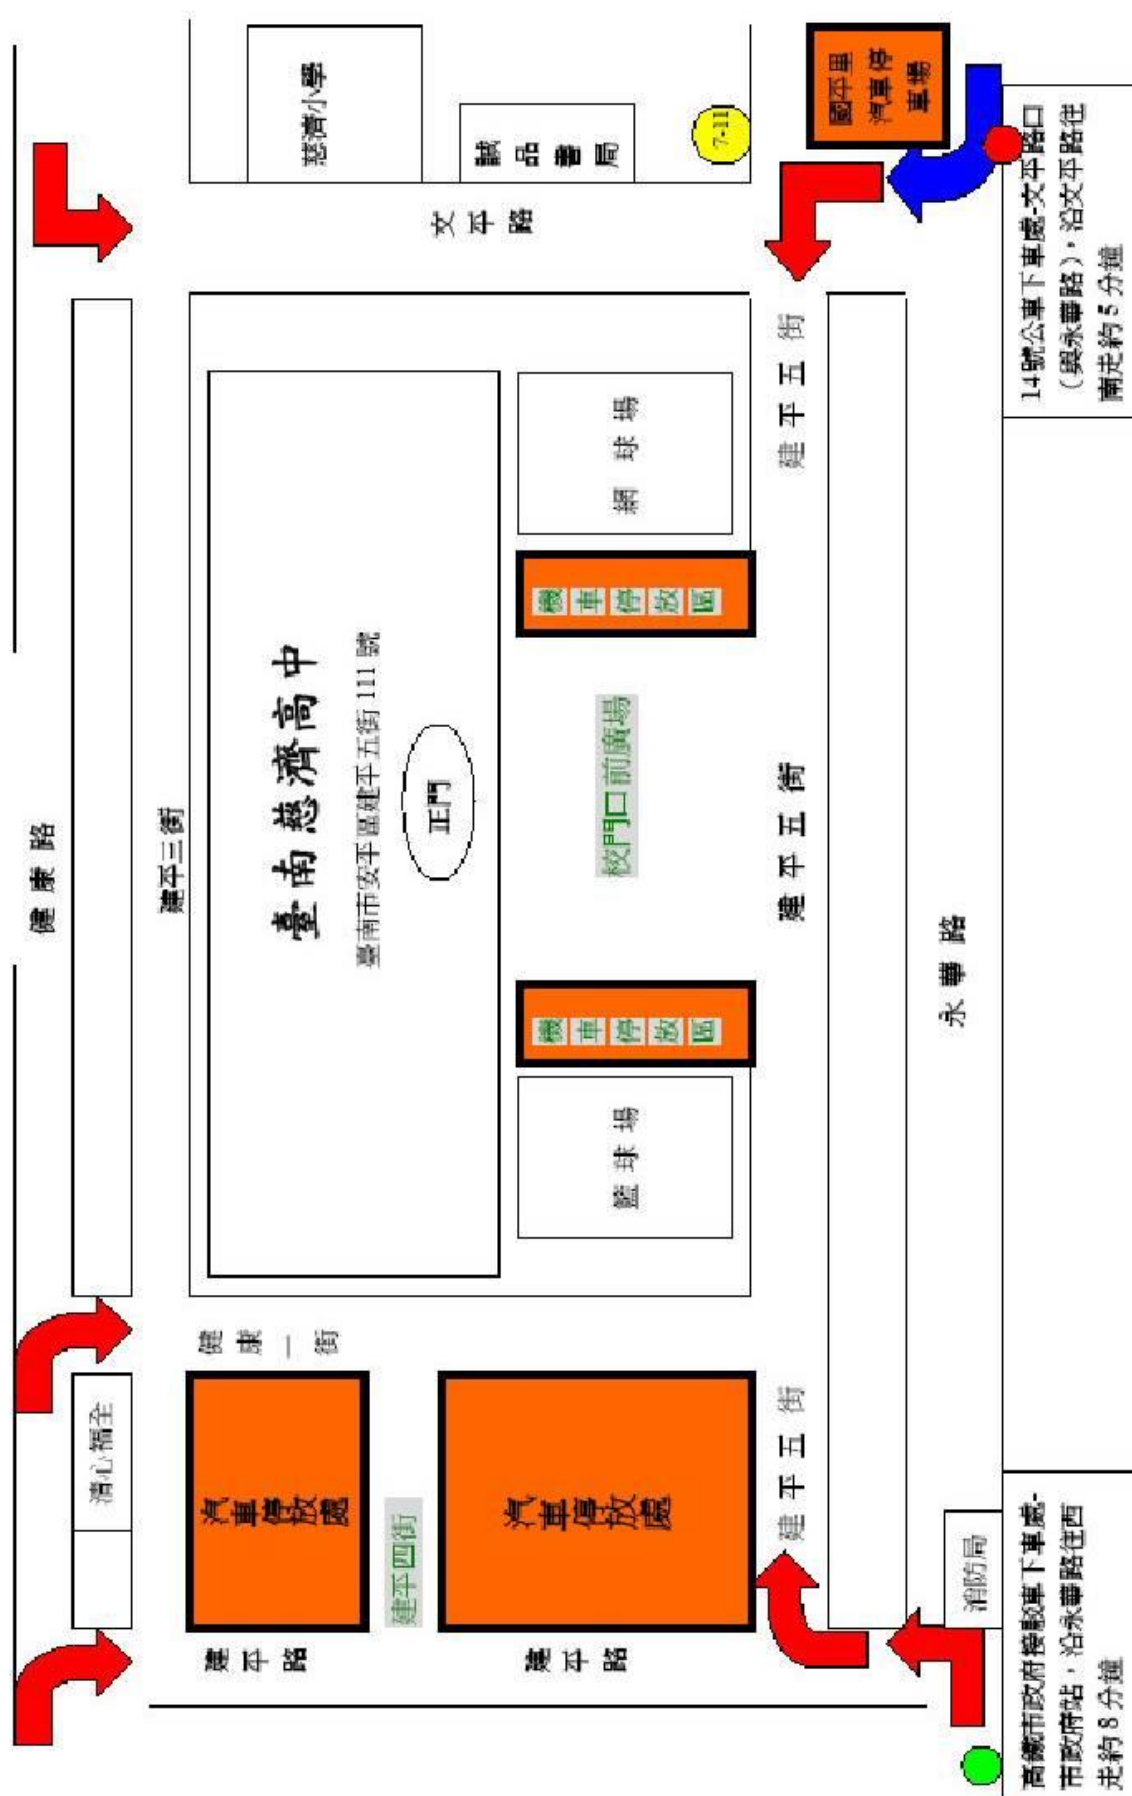 健 康 路
清心福全
建平三街
建 平 路
汽車停放處
健 康 一 街
臺南慈濟高中
臺南市安平區建平五街 111 號
正門
慈濟小學
誠品書局
文 平 路
建平四街
建 平 路
汽車停放處
籃 球 場
機車停放區
校門口前廣場
機車停放區
網 球 場
7-11
建 平 五 街
建 平 五 街
建 平 五 街
國平里
汽車停
車場
永 華 路
消防局
高鐵市政府接駁車下車處-
市政府站，沿永華路往西
走約 8 分鐘
14號公車下車處-文平路口
（與永華路），沿文平路往
南走約 5 分鐘